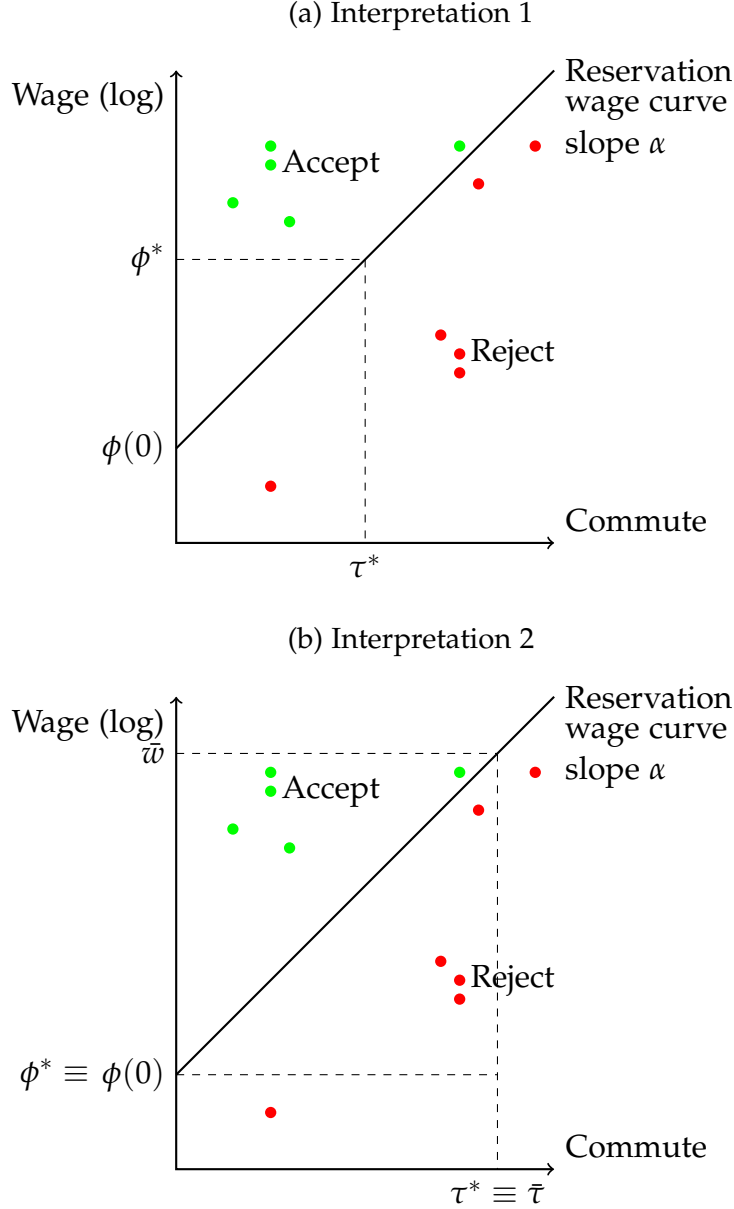 (a) Interpretation 1
Wage (log)
Reservation
wage curve
slope α
Accept
ϕ*
Reject
ϕ(0)
Commute
τ*
(b) Interpretation 2
Wage (log)
Reservation
wage curve
w̄
slope α
Accept
Reject
ϕ* ≡ ϕ(0)
Commute
τ* ≡ τ̄